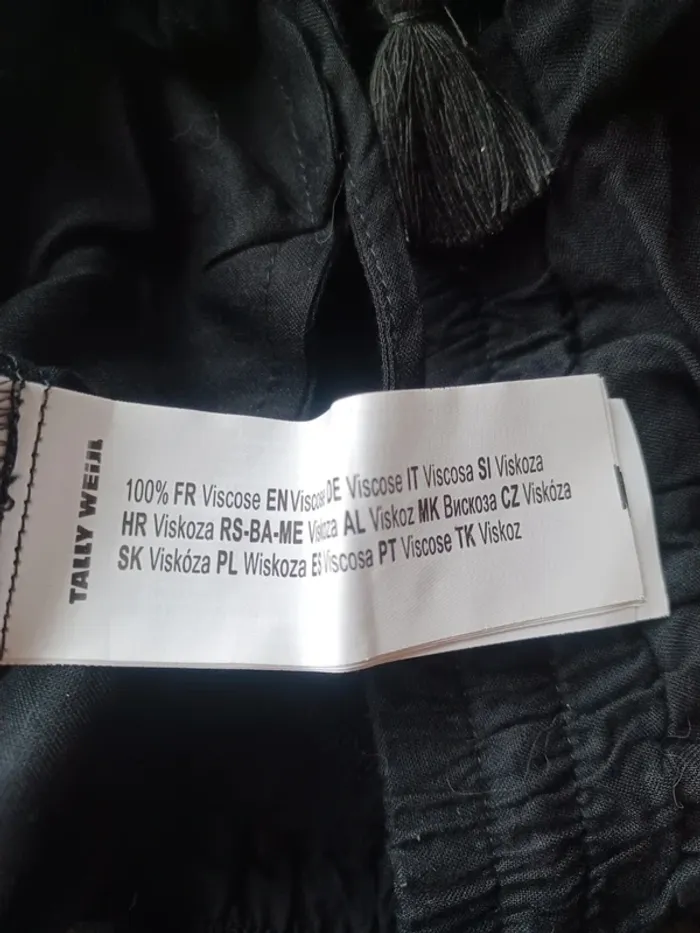 TALLY WEiJL
100% FR Viscose EN Viscose DE Viscose IT Viscosa SI Viskoza
HR Viskoza RS-BA-ME Viskoza AL Viskoz MK Вискоза CZ Viskóza
SK Viskóza PL Wiskoza ES Viscosa PT Viscose TK Viskoz